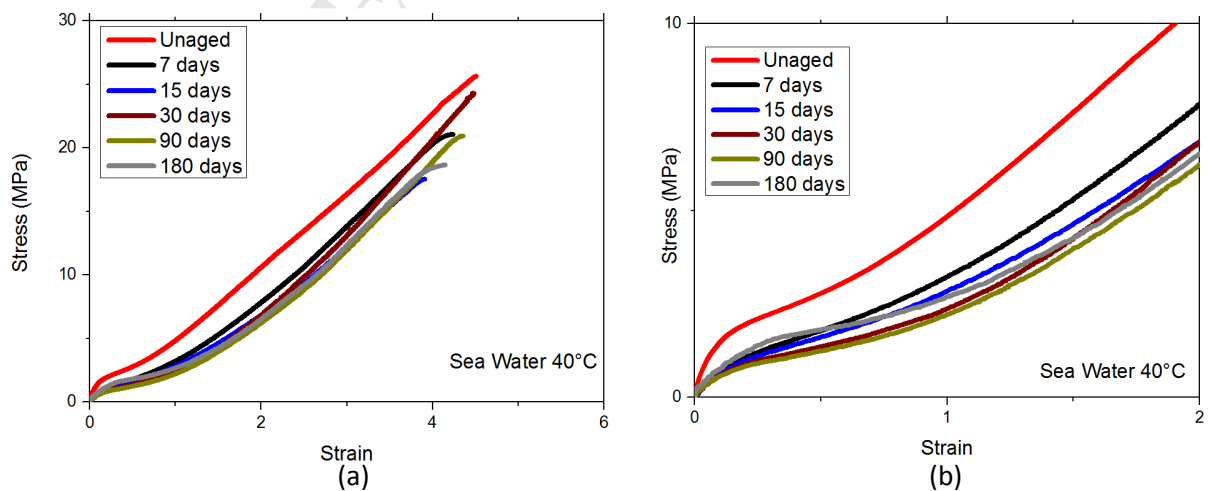 30
20
10
0
0
2
4
6
Stress (MPa)
Strain
Unaged
7 days
15 days
30 days
90 days
180 days
Sea Water 40°C
(a)
10
5
0
0
1
2
Stress (MPa)
Strain
Unaged
7 days
15 days
30 days
90 days
180 days
Sea Water 40°C
(b)